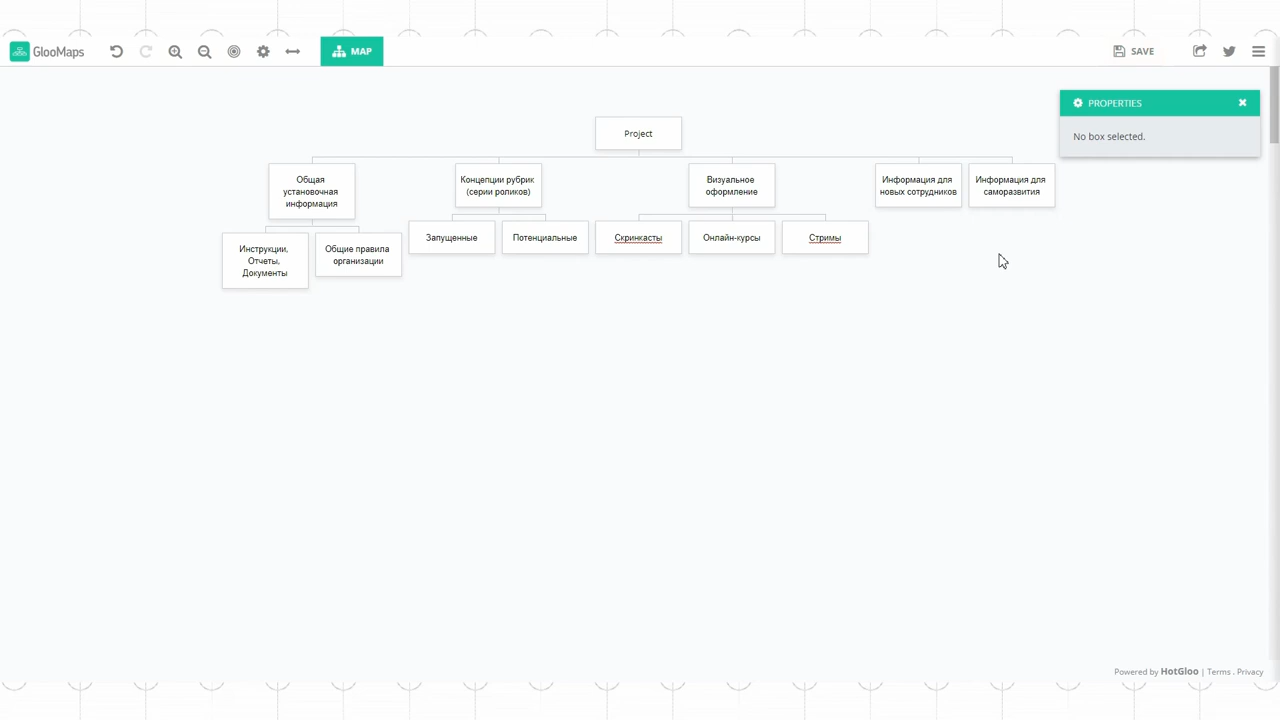 GlooMaps
MAP
SAVE
PROPERTIES
No box selected.
Project
Общая
установочная
информация
Концепции рубрик
(серии роликов)
Визуальное
оформление
Информация для
новых сотрудников
Информация для
саморазвития
Инструкции,
Отчеты,
Документы
Общие правила
организации
Запущенные
Потенциальные
Скринкасты
Онлайн-курсы
Стримы
Powered by HotGloo | Terms . Privacy